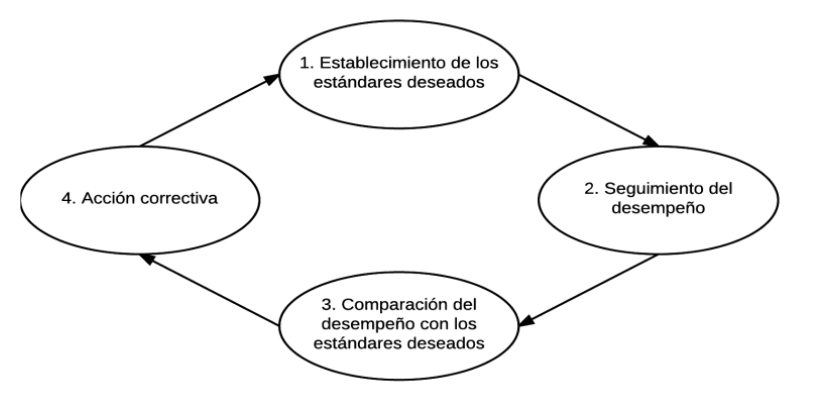 1. Establecimiento de los
estándares deseados
2. Seguimiento del
desempeño
3. Comparación del
desempeño con los
estándares deseados
4. Acción correctiva